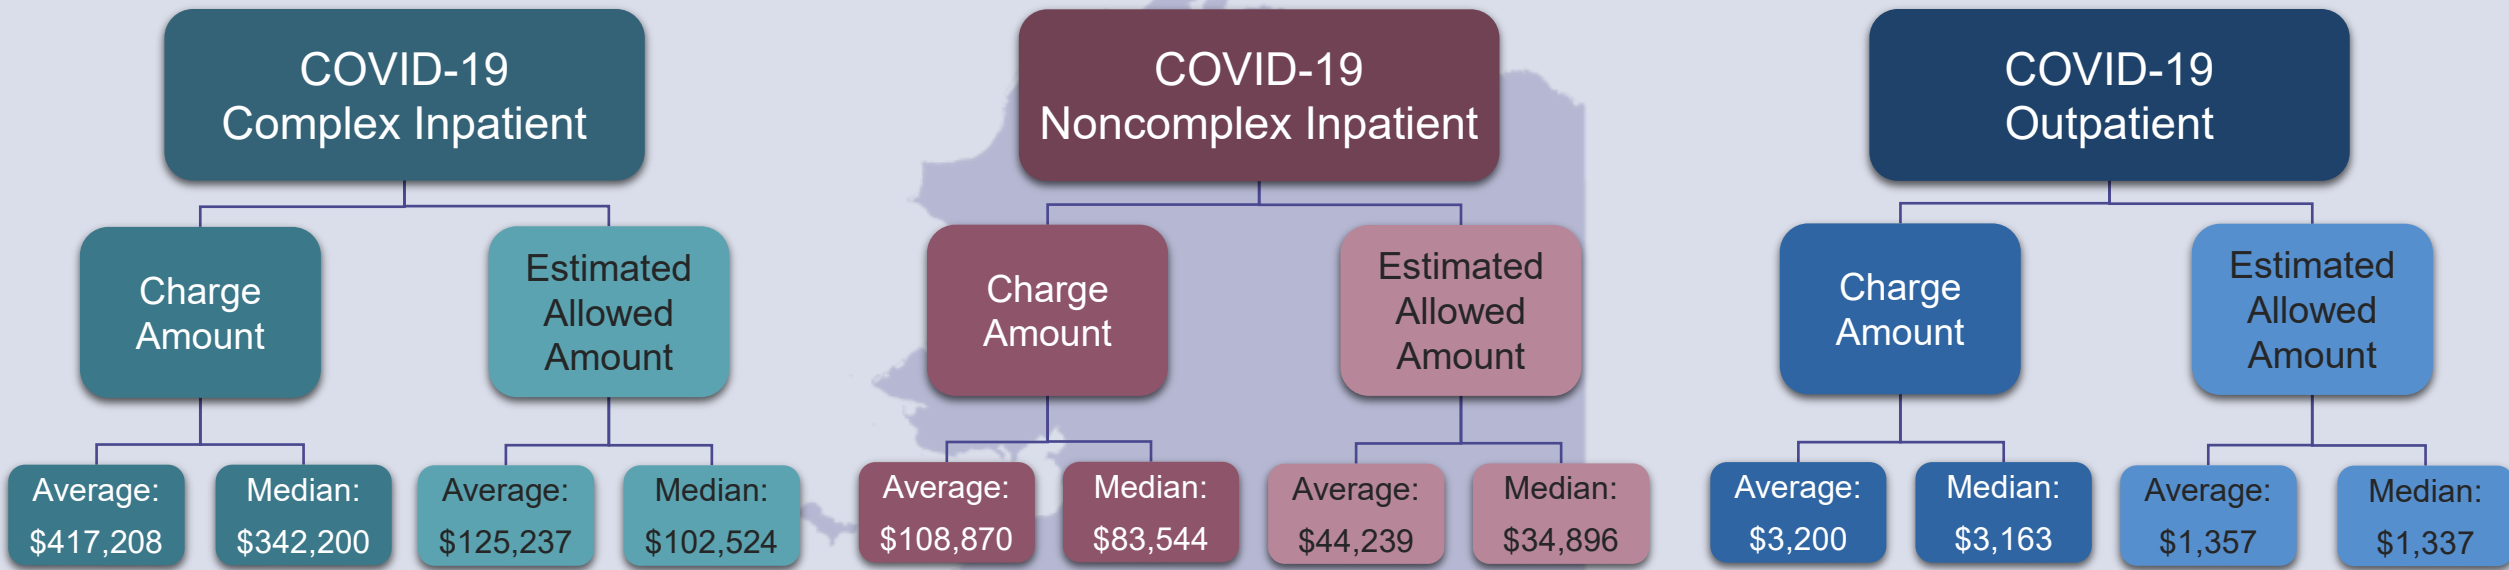 COVID-19
Complex Inpatient
COVID-19
Noncomplex Inpatient
COVID-19
Outpatient
Charge
Amount
Estimated
Allowed
Amount
Charge
Amount
Estimated
Allowed
Amount
Charge
Amount
Estimated
Allowed
Amount
Average:
$417,208
Median:
$342,200
Average:
$125,237
Median:
$102,524
Average:
$108,870
Median:
$83,544
Average:
$44,239
Median:
$34,896
Average:
$3,200
Median:
$3,163
Average:
$1,357
Median:
$1,337